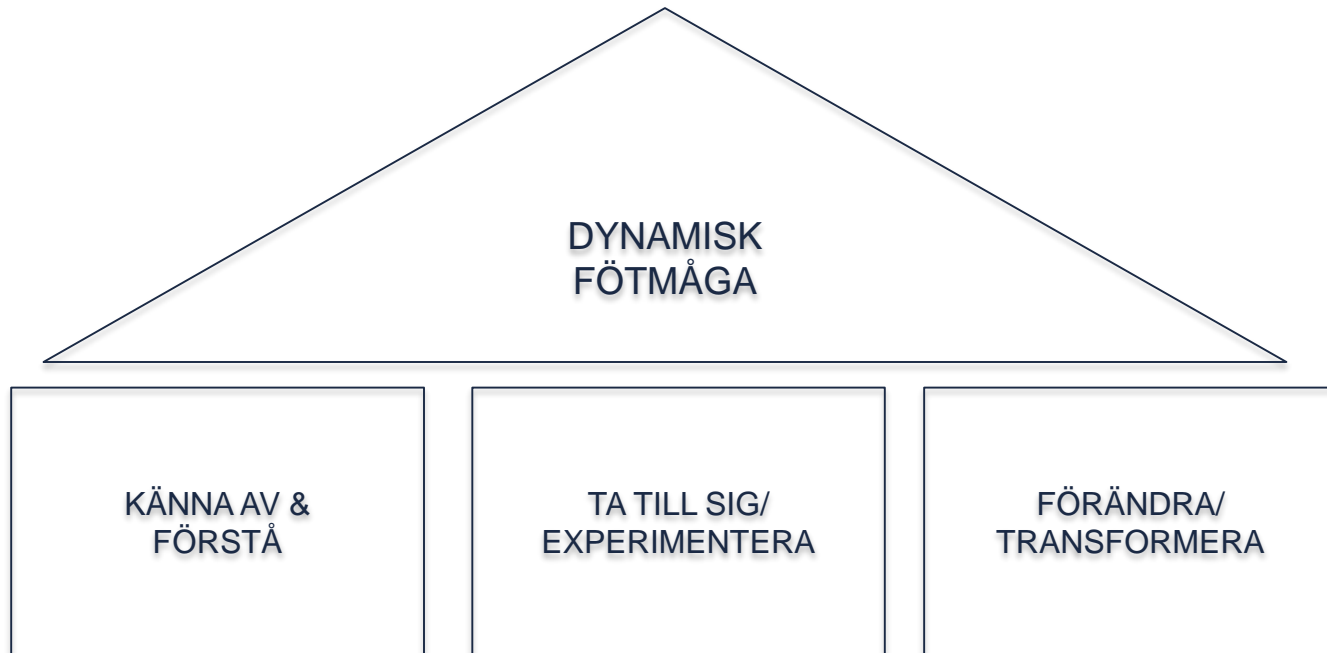 DYNAMISK
FÖTMÅGA
KÄNNA AV &
FÖRSTÅ
TA TILL SIG/
EXPERIMENTERA
FÖRÄNDRA/
TRANSFORMERA